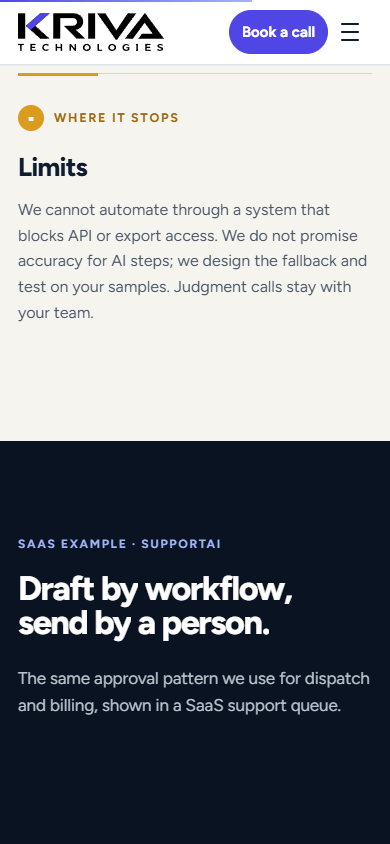 KRIVA
TECHNOLOGIES
Book a call
WHERE IT STOPS
Limits
We cannot automate through a system that
blocks API or export access. We do not promise
accuracy for AI steps; we design the fallback and
test on your samples. Judgment calls stay with
your team.
SAAS EXAMPLE · SUPPORTAI
Draft by workflow,
send by a person.
The same approval pattern we use for dispatch
and billing, shown in a SaaS support queue.